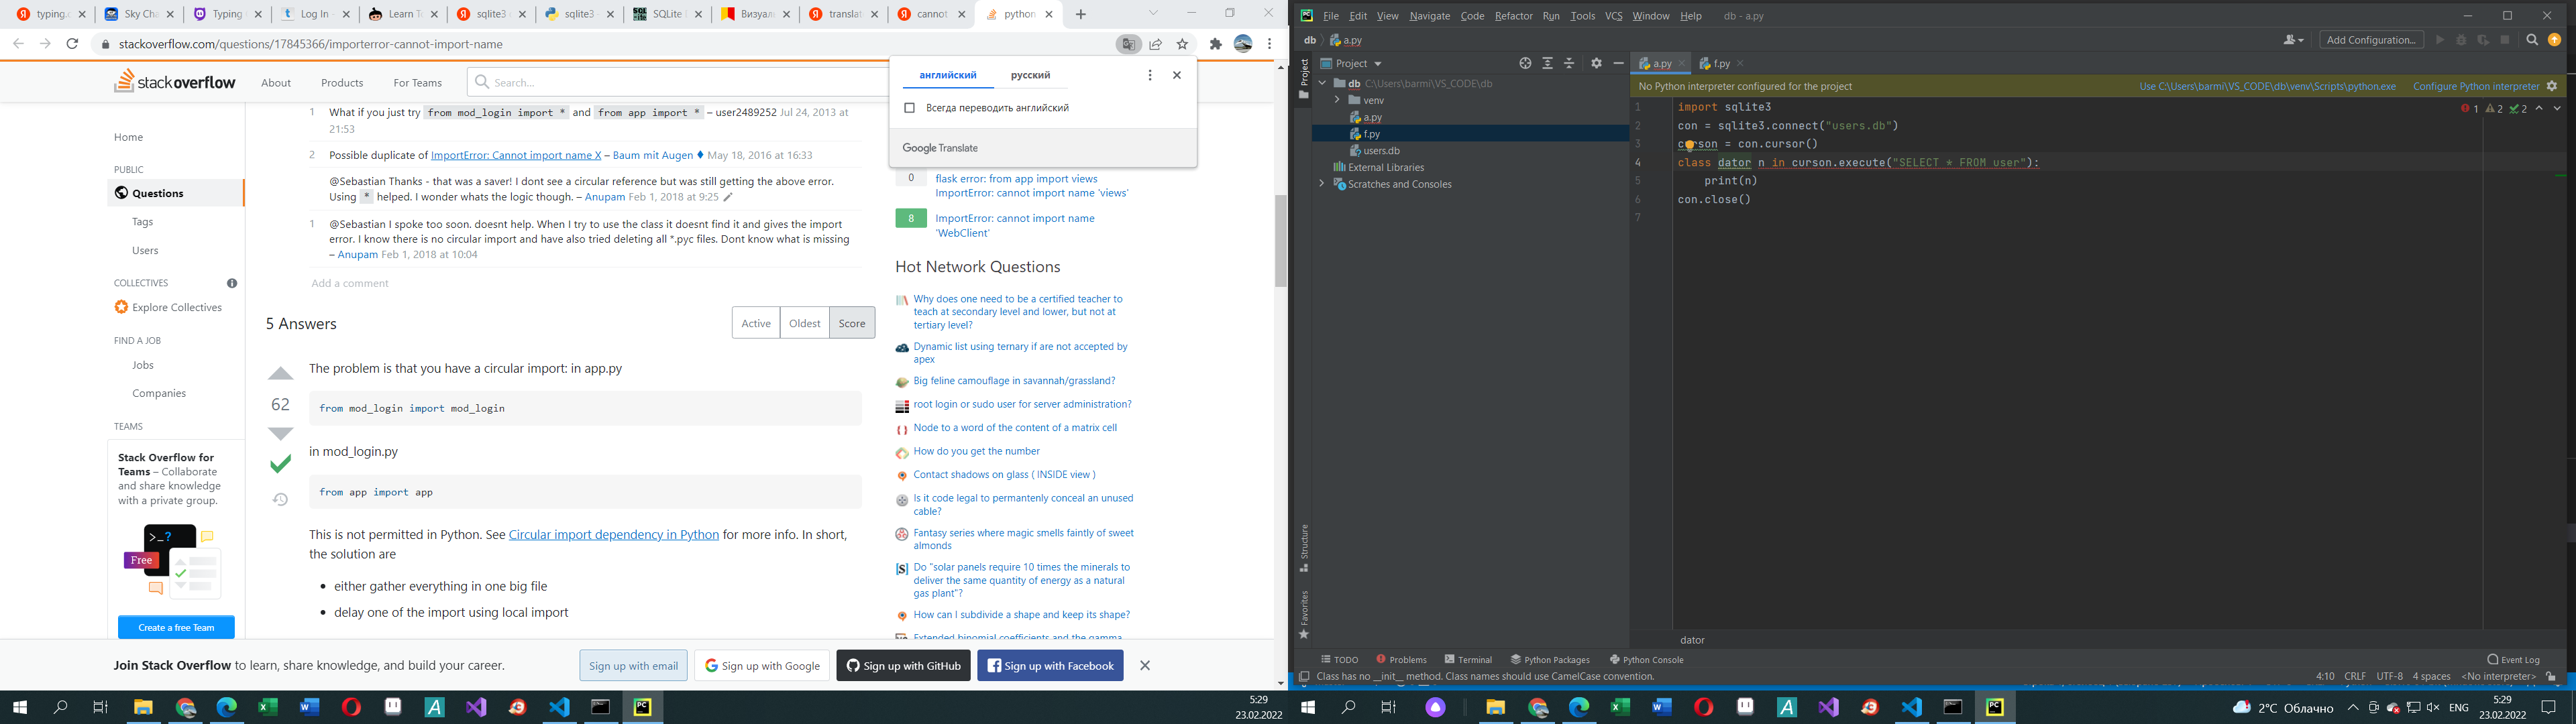 typing.
Sky Cha
Typing
Log In -
Learn Te
sqlite3
sqlite3
SQLite
Визуал
translat
cannot
python
stackoverflow.com/questions/17845366/importerror-cannot-import-name
stackoverflow
About
Products
For Teams
Search...
английский
русский
Всегда переводить английский
Google Translate
Home
PUBLIC
Questions
Tags
Users
COLLECTIVES
Explore Collectives
FIND A JOB
Jobs
Companies
TEAMS
Stack Overflow for
Teams – Collaborate
and share knowledge
with a private group.
>_?
Free
Create a free Team
1 What if you just try from mod_login import * and from app import * – user2489252 Jul 24, 2013 at
21:53
2 Possible duplicate of ImportError: Cannot import name X – Baum mit Augen ♦ May 18, 2016 at 16:33
@Sebastian Thanks - that was a saver! I dont see a circular reference but was still getting the above error.
Using * helped. I wonder whats the logic though. – Anupam Feb 1, 2018 at 9:25
1 @Sebastian I spoke too soon. doesnt help. When I try to use the class it doesnt find it and gives the import
error. I know there is no circular import and have also tried deleting all *.pyc files. Dont know what is missing
– Anupam Feb 1, 2018 at 10:04
Add a comment
5 Answers
Active
Oldest
Score
62
The problem is that you have a circular import: in app.py
from mod_login import mod_login
in mod_login.py
from app import app
This is not permitted in Python. See Circular import dependency in Python for more info. In short,
the solution are
• either gather everything in one big file
• delay one of the import using local import
0 flask error: from app import views
ImportError: cannot import name 'views'
8 ImportError: cannot import name
'WebClient'
Hot Network Questions
Why does one need to be a certified teacher to
teach at secondary level and lower, but not at
tertiary level?
Dynamic list using ternary if are not accepted by
apex
Big feline camouflage in savannah/grassland?
root login or sudo user for server administration?
Node to a word of the content of a matrix cell
How do you get the number
Contact shadows on glass ( INSIDE view )
Is it code legal to permantenly conceal an unused
cable?
Fantasy series where magic smells faintly of sweet
almonds
Do "solar panels require 10 times the minerals to
deliver the same quantity of energy as a natural
gas plant"?
How can I subdivide a shape and keep its shape?
Extended binomial coefficients and the gamma
Join Stack Overflow to learn, share knowledge, and build your career.
Sign up with email
Sign up with Google
Sign up with GitHub
Sign up with Facebook
5:29
23.02.2022
File Edit View Navigate Code Refactor Run Tools VCS Window Help db - a.py
db a.py
Add Configuration...
Project
Project
db C:\Users\barmi\VS_CODE\db
venv
a.py
f.py
users.db
External Libraries
Scratches and Consoles
Structure
Favorites
a.py
f.py
No Python interpreter configured for the project
Use C:\Users\barmi\VS_CODE\db\venv\Scripts\python.exe
Configure Python interpreter
1 2 2
1 import sqlite3
2 con = sqlite3.connect("users.db")
3 curson = con.cursor()
4 class dator n in curson.execute("SELECT * FROM user"):
5 print(n)
6 con.close()
7
dator
TODO
Problems
Terminal
Python Packages
Python Console
Event Log
Class has no __init__ method. Class names should use CamelCase convention.
4:10 CRLF UTF-8 4 spaces <No interpreter>
2°C Облачно
ENG
5:29
23.02.2022